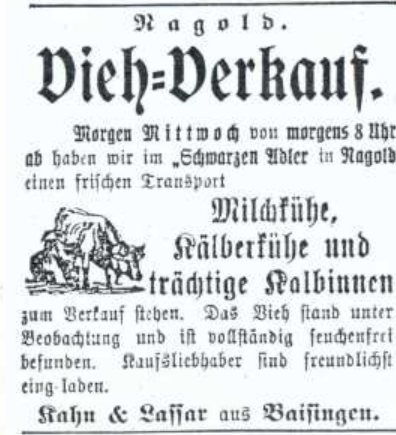 Nagold.
Vieh-Verkauf.
Morgen Mittwoch von morgens 8 Uhr
ab haben wir im „Schwarzen Adler in Nagold
einen frischen Transport
Milchkühe,
Kälberkühe und
trächtige Kalbinnen
zum Verkauf stehen. Das Vieh stand unter
Beobachtung und ist vollständig seuchenfrei
befunden. Kaufsliebhaber sind freundlichst
eing laden.
Kahn & Lassar aus Baisingen.